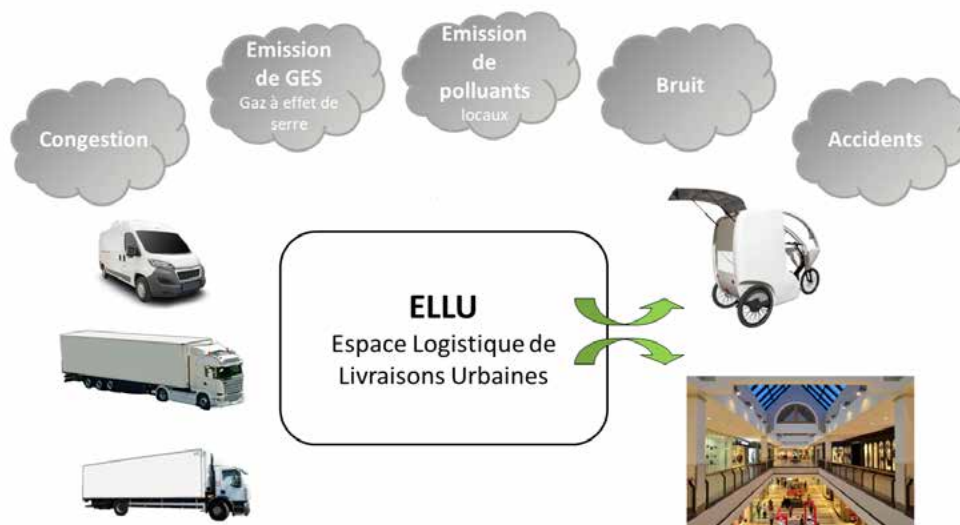 Congestion
Emission
de GES
Gaz à effet de
serre
Emission
de
polluants
locaux
Bruit
Accidents
ELLU
Espace Logistique de
Livraisons Urbaines